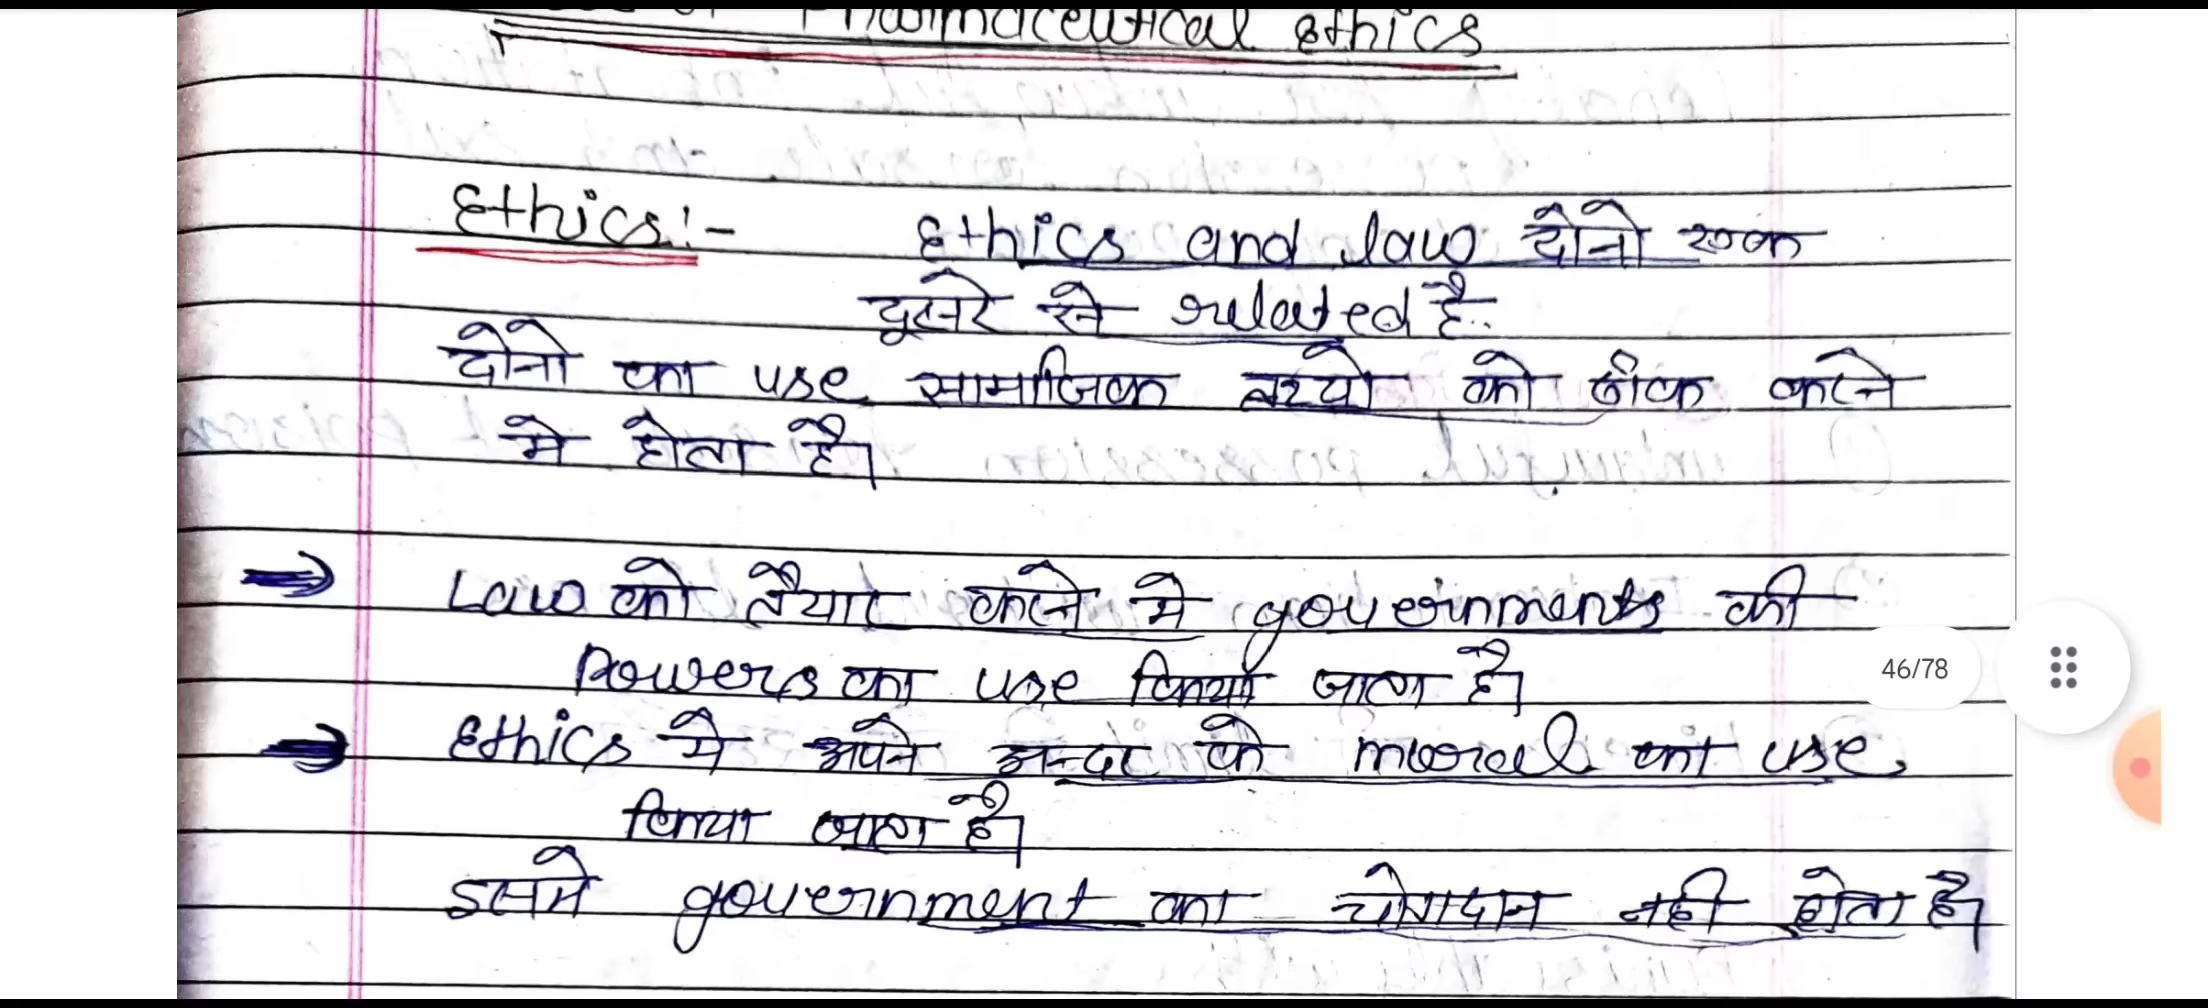 Pharmaceutical Ethics
Ethics:- Ethics and law दोनो एक
दूसरे से related है.
दोनो का use सामाजिक तथ्यो को ठीक करने
मे होता है।
→ Law को तैयार करने मे governments की
Powers का use किया जाता है।
→ Ethics मे अपने अन्दर के moral का use
किया जाता है।
इसमे government का योगदान नही होता है।
46/78